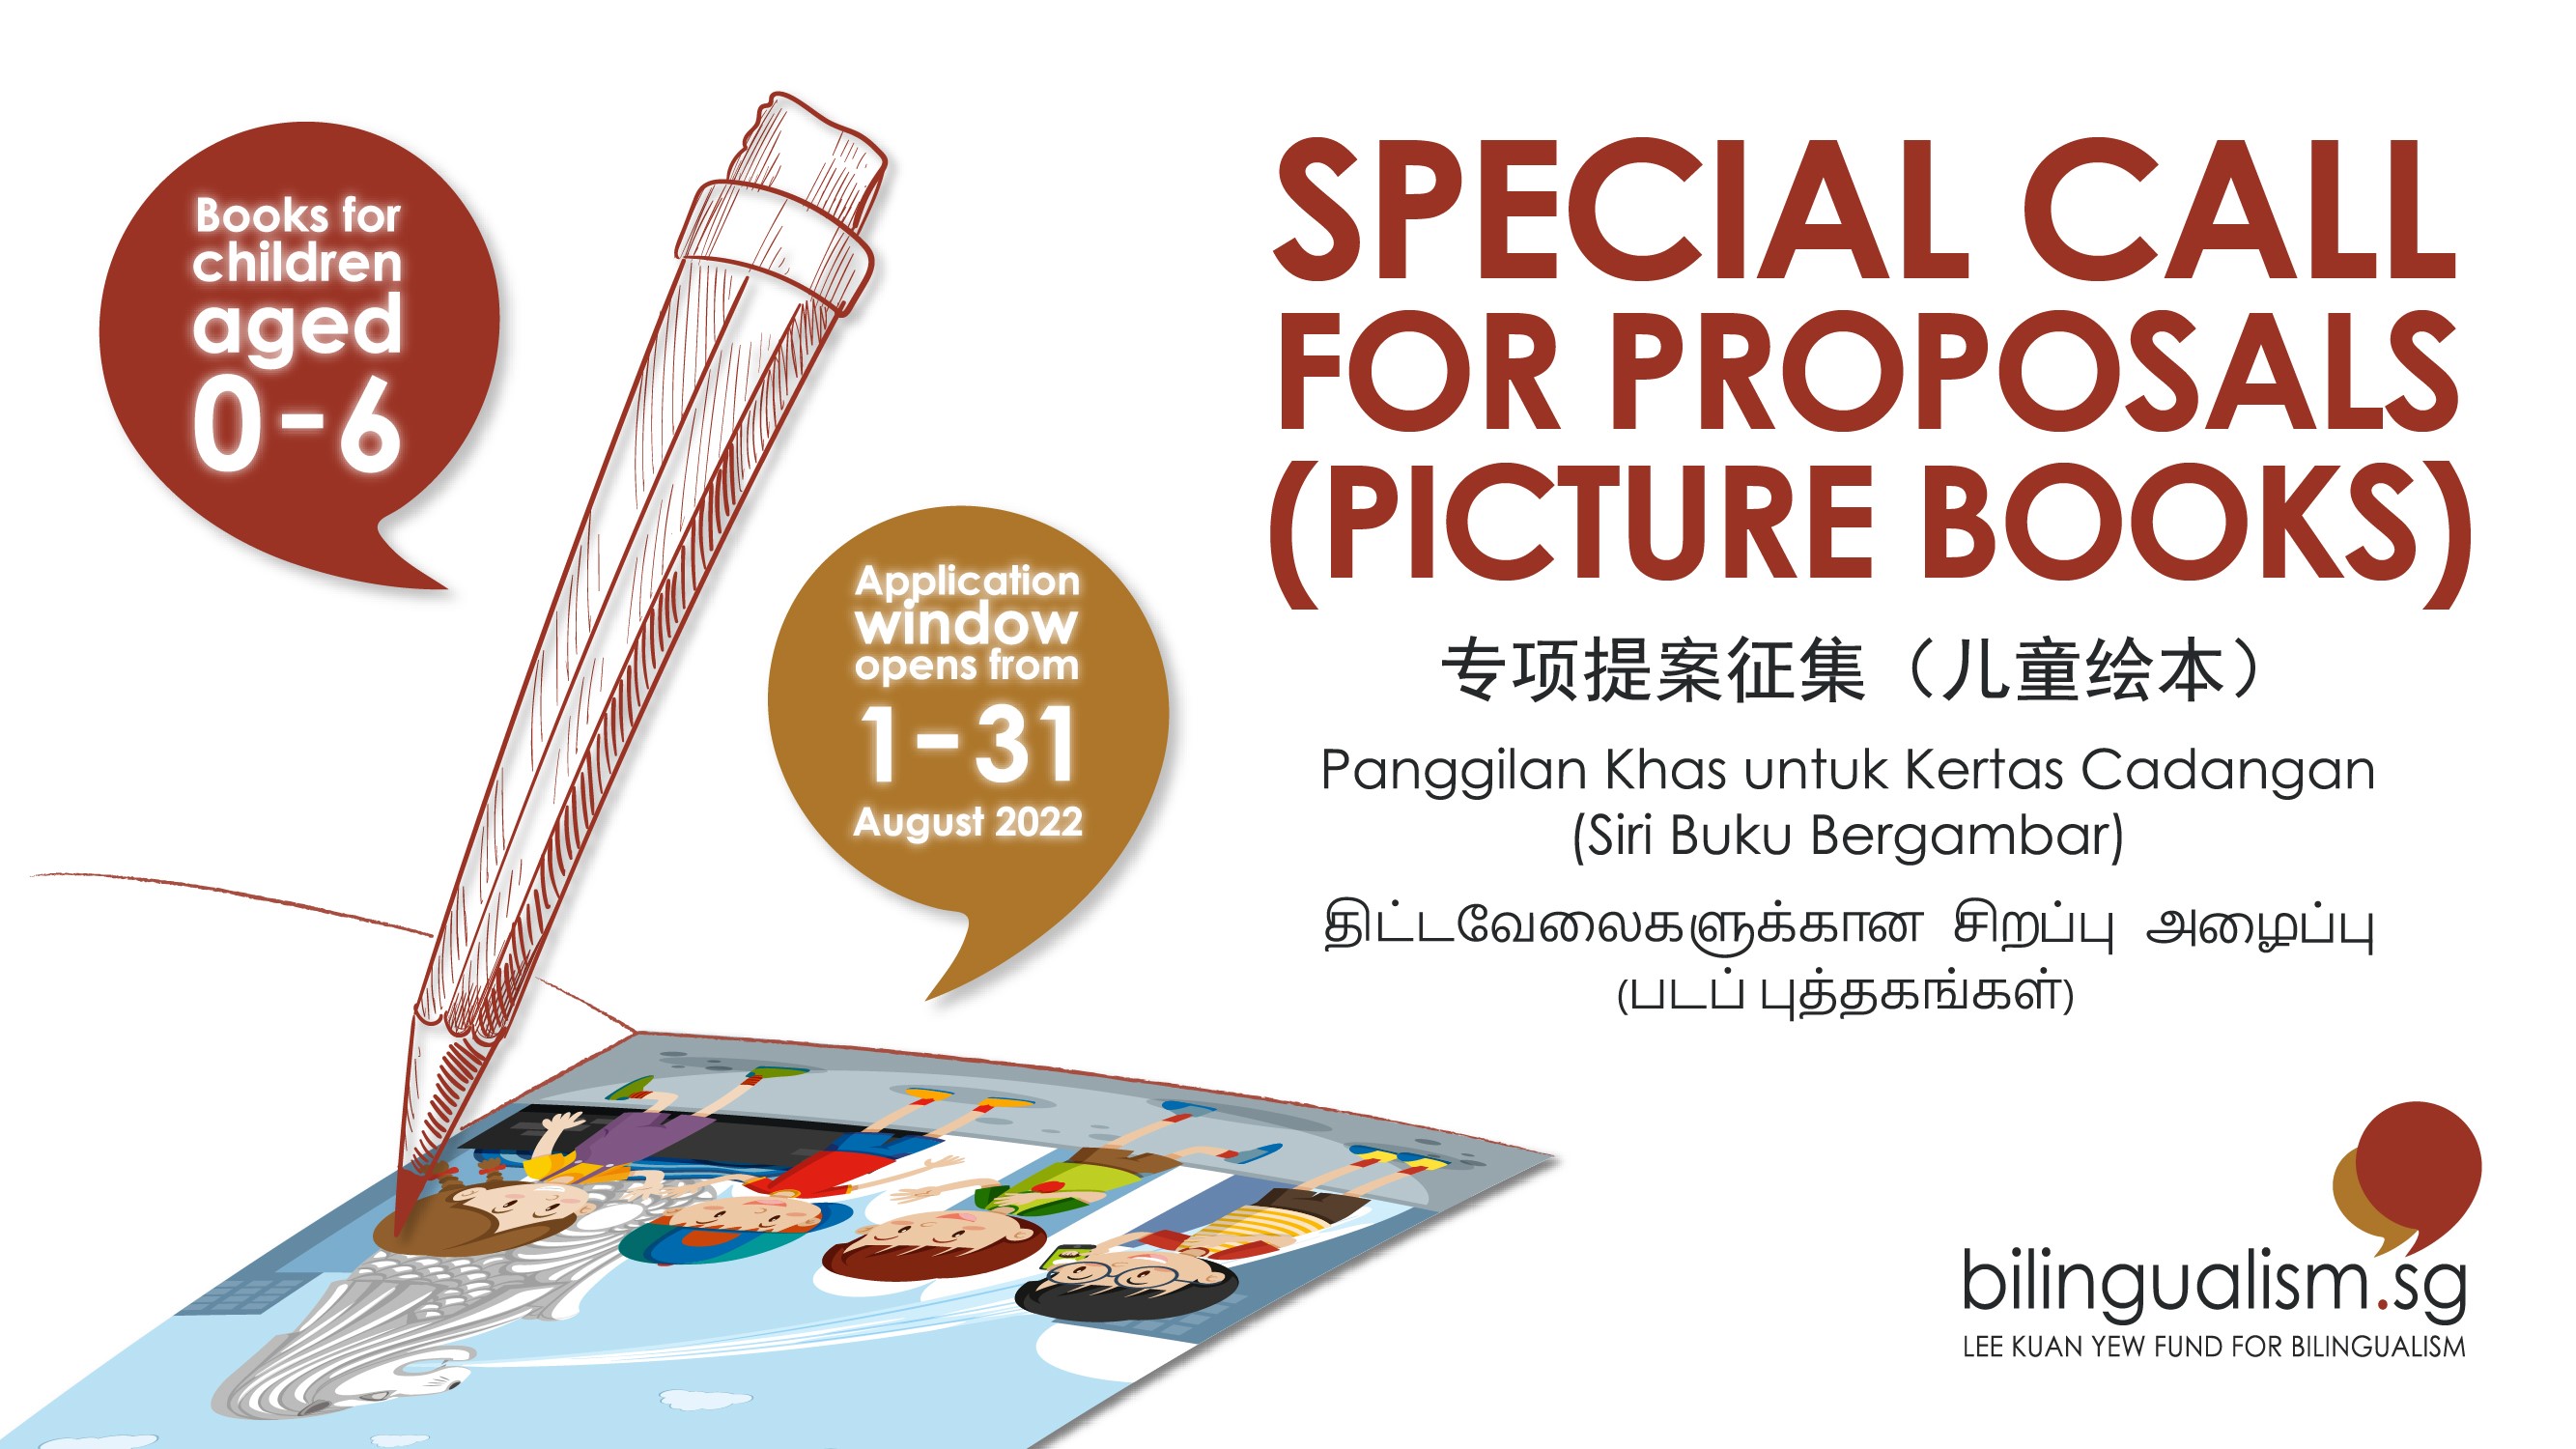 Books for
children
aged
0-6
Application
window
opens from
1-31
August 2022
SPECIAL CALL
FOR PROPOSALS
(PICTURE BOOKS)
专项提案征集（儿童绘本）
Panggilan Khas untuk Kertas Cadangan
(Siri Buku Bergambar)
திட்டவேலைகளுக்கான சிறப்பு அழைப்பு
(படப் புத்தகங்கள்)
bilingualism.sg
LEE KUAN YEW FUND FOR BILINGUALISM